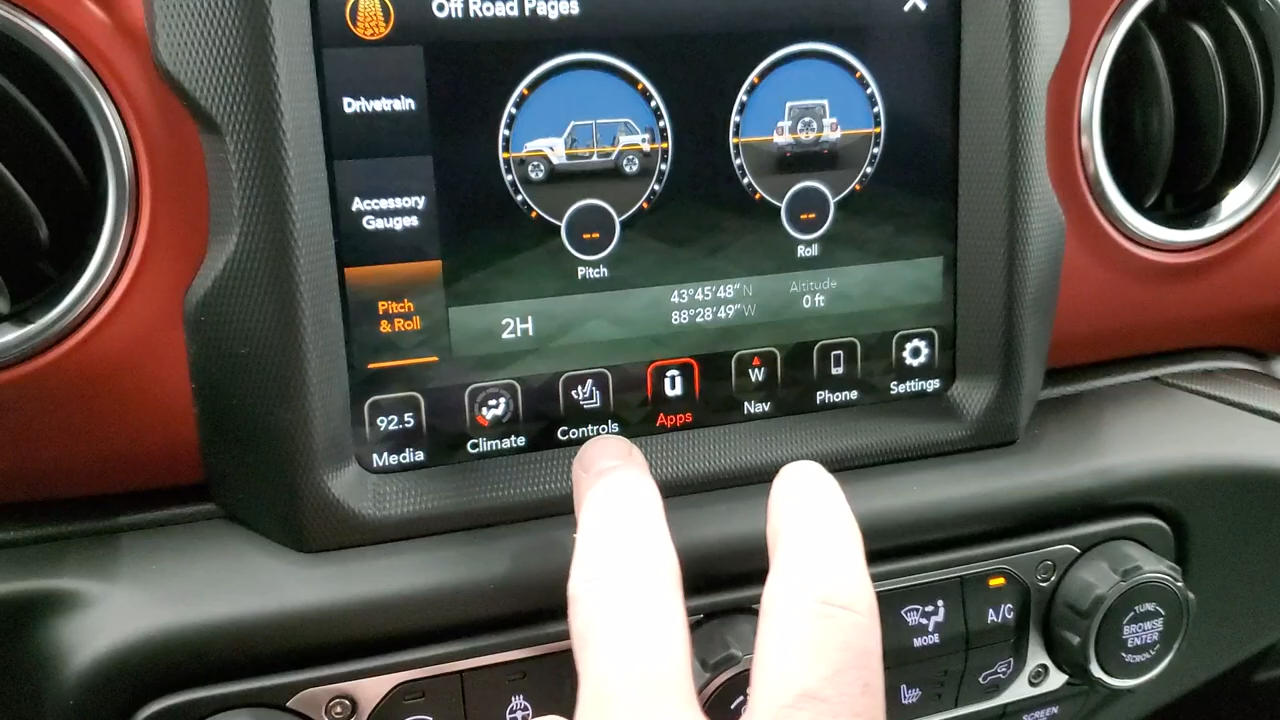 Off Road Pages
Drivetrain
Accessory
Gauges
Pitch
& Roll
--
Pitch
--
Roll
2H
43°45'48" N
88°28'49" W
Altitude
0 ft
92.5
Media
Climate
Controls
Apps
W
Nav
Phone
Settings
MODE
A/C
TUNE
BROWSE
ENTER
SCROLL
SCREEN